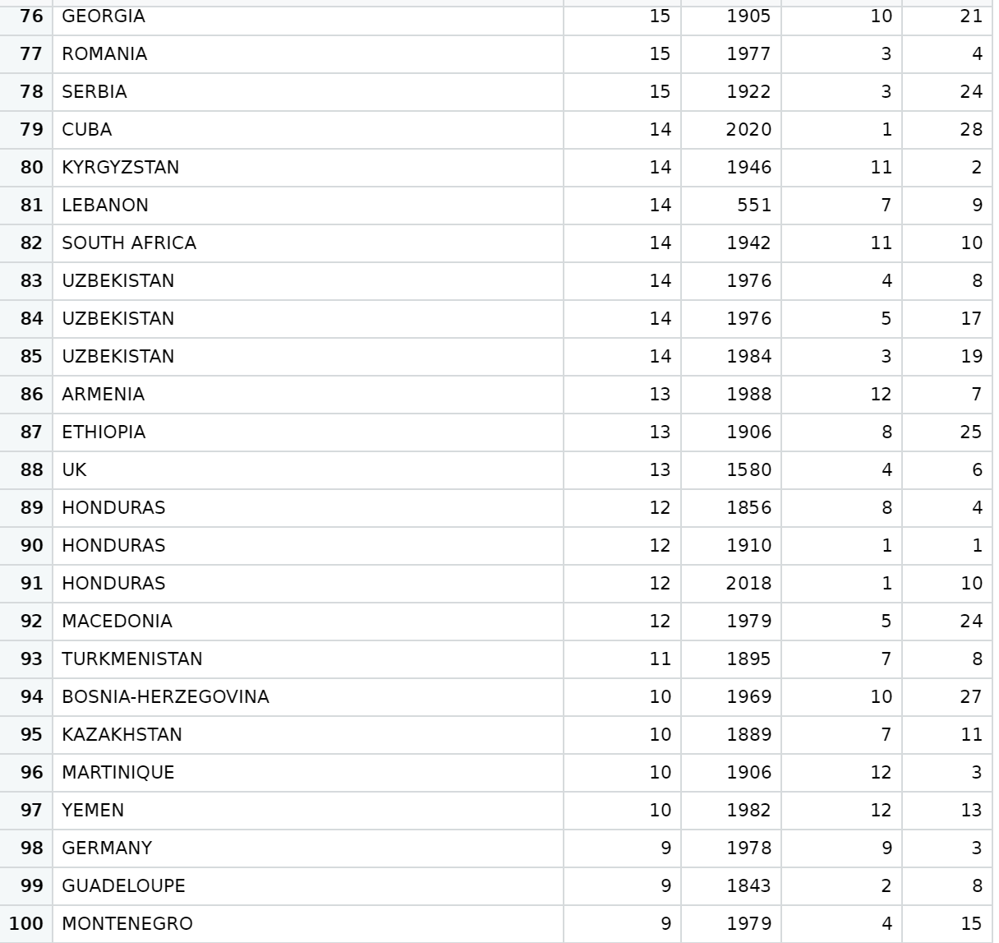 76 GEORGIA 15 1905 10 21
77 ROMANIA 15 1977 3 4
78 SERBIA 15 1922 3 24
79 CUBA 14 2020 1 28
80 KYRGYZSTAN 14 1946 11 2
81 LEBANON 14 551 7 9
82 SOUTH AFRICA 14 1942 11 10
83 UZBEKISTAN 14 1976 4 8
84 UZBEKISTAN 14 1976 5 17
85 UZBEKISTAN 14 1984 3 19
86 ARMENIA 13 1988 12 7
87 ETHIOPIA 13 1906 8 25
88 UK 13 1580 4 6
89 HONDURAS 12 1856 8 4
90 HONDURAS 12 1910 1 1
91 HONDURAS 12 2018 1 10
92 MACEDONIA 12 1979 5 24
93 TURKMENISTAN 11 1895 7 8
94 BOSNIA-HERZEGOVINA 10 1969 10 27
95 KAZAKHSTAN 10 1889 7 11
96 MARTINIQUE 10 1906 12 3
97 YEMEN 10 1982 12 13
98 GERMANY 9 1978 9 3
99 GUADELOUPE 9 1843 2 8
100 MONTENEGRO 9 1979 4 15